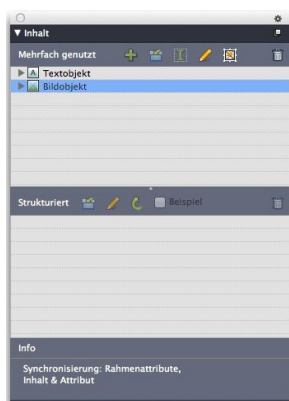 Inhalt
Mehrfach genutzt
A Textobjekt
Bildobjekt
Strukturiert Beispiel
Info
Synchronisierung: Rahmenattribute,
Inhalt & Attribut